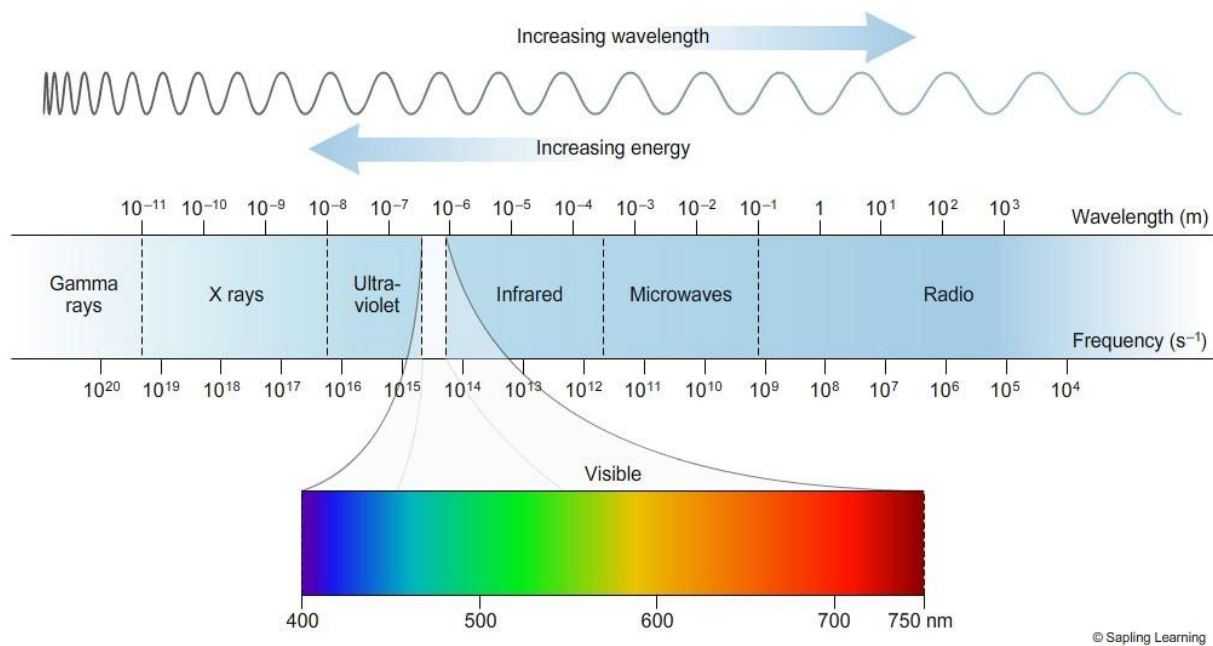 Increasing wavelength
Increasing energy
10⁻¹¹ 10⁻¹⁰ 10⁻⁹ 10⁻⁸ 10⁻⁷ 10⁻⁶ 10⁻⁵ 10⁻⁴ 10⁻³ 10⁻² 10⁻¹ 1 10¹ 10² 10³ Wavelength (m)
Gamma rays
X rays
Ultra-
violet
Infrared
Microwaves
Radio
Frequency (s⁻¹)
10²⁰ 10¹⁹ 10¹⁸ 10¹⁷ 10¹⁶ 10¹⁵ 10¹⁴ 10¹³ 10¹² 10¹¹ 10¹⁰ 10⁹ 10⁸ 10⁷ 10⁶ 10⁵ 10⁴
Visible
400 500 600 700 750 nm
© Sapling Learning